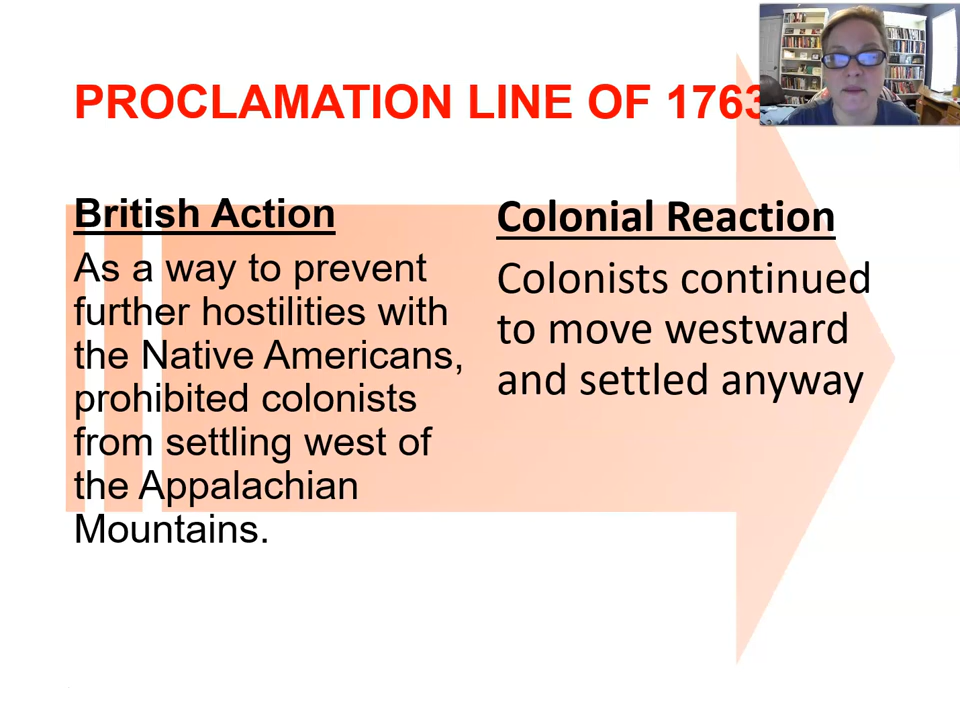 PROCLAMATION LINE OF 1763
British Action
As a way to prevent
further hostilities with
the Native Americans,
prohibited colonists
from settling west of
the Appalachian
Mountains.
Colonial Reaction
Colonists continued
to move westward
and settled anyway